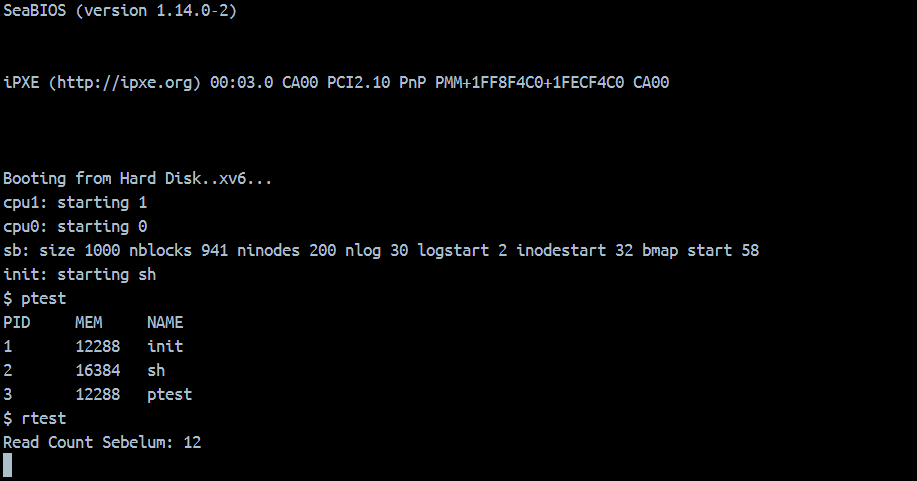 SeaBIOS (version 1.14.0-2)
iPXE (http://ipxe.org) 00:03.0 CA00 PCI2.10 PnP PMM+1FF8F4C0+1FECF4C0 CA00
Booting from Hard Disk..xv6...
cpu1: starting 1
cpu0: starting 0
sb: size 1000 nblocks 941 ninodes 200 nlog 30 logstart 2 inodestart 32 bmap start 58
init: starting sh
$ ptest
PID MEM NAME
1 12288 init
2 16384 sh
3 12288 ptest
$ rtest
Read Count Sebelum: 12